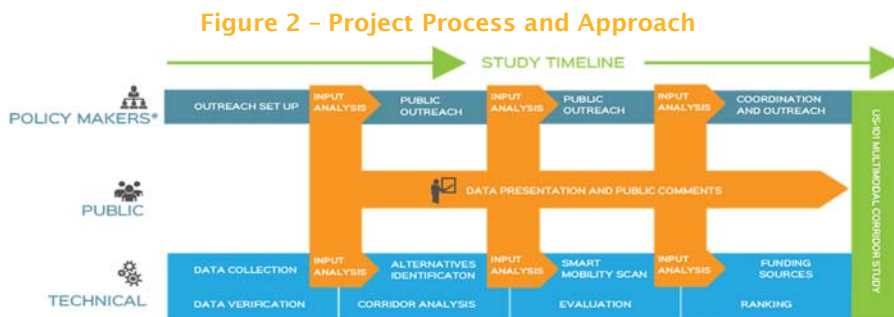 Figure 2 – Project Process and Approach
STUDY TIMELINE
POLICY MAKERS*
OUTREACH SET UP
INPUT
ANALYSIS
PUBLIC
OUTREACH
INPUT
ANALYSIS
PUBLIC
OUTREACH
INPUT
ANALYSIS
COORDINATION
AND OUTREACH
US-101 MULTIMODAL CORRIDOR STUDY
PUBLIC
DATA PRESENTATION AND PUBLIC COMMENTS
TECHNICAL
DATA COLLECTION
INPUT
ANALYSIS
ALTERNATIVES
IDENTIFICATON
INPUT
ANALYSIS
SMART
MOBILITY SCAN
INPUT
ANALYSIS
FUNDING
SOURCES
DATA VERIFICATION
CORRIDOR ANALYSIS
EVALUATION
RANKING